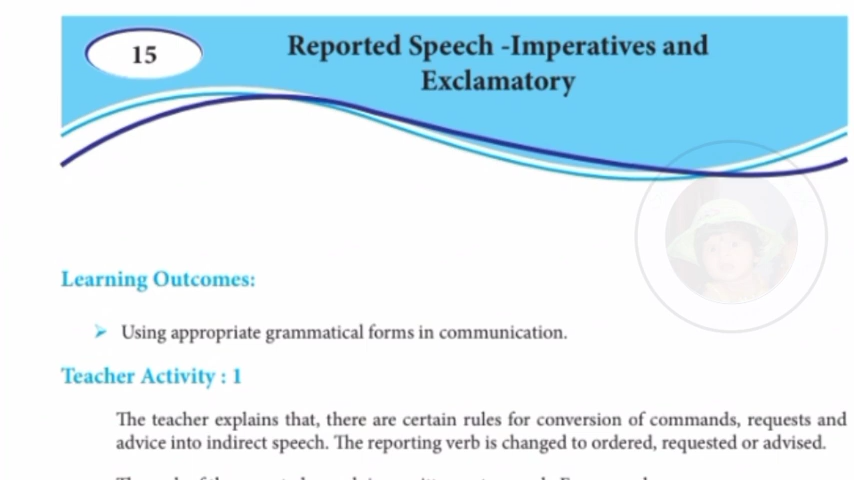 15
Reported Speech -Imperatives and
Exclamatory
Learning Outcomes:
Using appropriate grammatical forms in communication.
Teacher Activity : 1
The teacher explains that, there are certain rules for conversion of commands, requests and
advice into indirect speech. The reporting verb is changed to ordered, requested or advised.